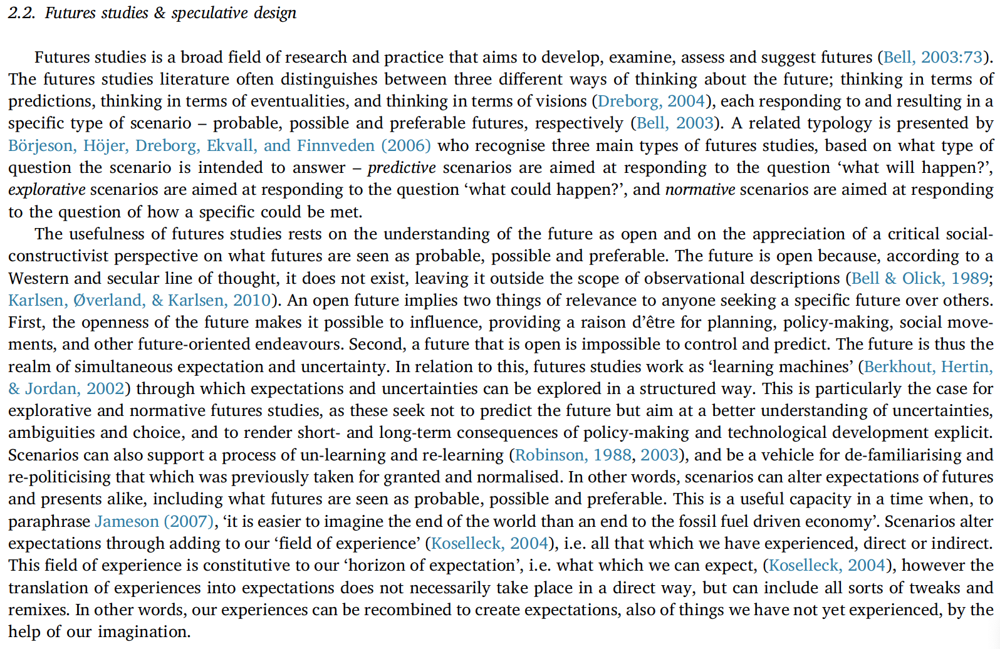 2.2. Futures studies & speculative design
Futures studies is a broad field of research and practice that aims to develop, examine, assess and suggest futures (Bell, 2003:73).
The futures studies literature often distinguishes between three different ways of thinking about the future; thinking in terms of
predictions, thinking in terms of eventualities, and thinking in terms of visions (Dreborg, 2004), each responding to and resulting in a
specific type of scenario – probable, possible and preferable futures, respectively (Bell, 2003). A related typology is presented by
Börjeson, Höjer, Dreborg, Ekvall, and Finnveden (2006) who recognise three main types of futures studies, based on what type of
question the scenario is intended to answer – predictive scenarios are aimed at responding to the question ‘what will happen?’,
explorative scenarios are aimed at responding to the question ‘what could happen?’, and normative scenarios are aimed at responding
to the question of how a specific could be met.
The usefulness of futures studies rests on the understanding of the future as open and on the appreciation of a critical social-
constructivist perspective on what futures are seen as probable, possible and preferable. The future is open because, according to a
Western and secular line of thought, it does not exist, leaving it outside the scope of observational descriptions (Bell & Olick, 1989;
Karlsen, Øverland, & Karlsen, 2010). An open future implies two things of relevance to anyone seeking a specific future over others.
First, the openness of the future makes it possible to influence, providing a raison d’être for planning, policy-making, social move-
ments, and other future-oriented endeavours. Second, a future that is open is impossible to control and predict. The future is thus the
realm of simultaneous expectation and uncertainty. In relation to this, futures studies work as ‘learning machines’ (Berkhout, Hertin,
& Jordan, 2002) through which expectations and uncertainties can be explored in a structured way. This is particularly the case for
explorative and normative futures studies, as these seek not to predict the future but aim at a better understanding of uncertainties,
ambiguities and choice, and to render short- and long-term consequences of policy-making and technological development explicit.
Scenarios can also support a process of un-learning and re-learning (Robinson, 1988, 2003), and be a vehicle for de-familiarising and
re-politicising that which was previously taken for granted and normalised. In other words, scenarios can alter expectations of futures
and presents alike, including what futures are seen as probable, possible and preferable. This is a useful capacity in a time when, to
paraphrase Jameson (2007), ‘it is easier to imagine the end of the world than an end to the fossil fuel driven economy’. Scenarios alter
expectations through adding to our ‘field of experience’ (Koselleck, 2004), i.e. all that which we have experienced, direct or indirect.
This field of experience is constitutive to our ‘horizon of expectation’, i.e. what which we can expect, (Koselleck, 2004), however the
translation of experiences into expectations does not necessarily take place in a direct way, but can include all sorts of tweaks and
remixes. In other words, our experiences can be recombined to create expectations, also of things we have not yet experienced, by the
help of our imagination.